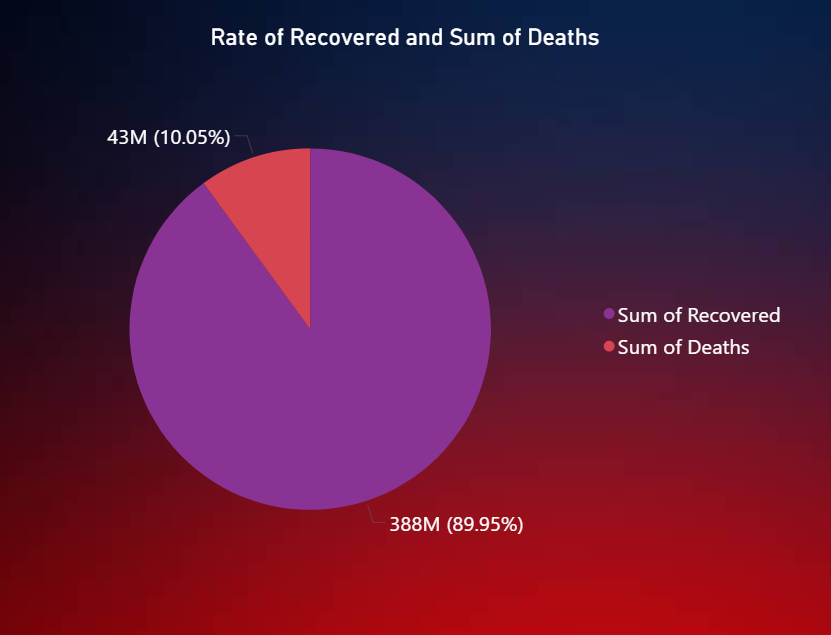 Rate of Recovered and Sum of Deaths
43M (10.05%)
Sum of Recovered
Sum of Deaths
388M (89.95%)